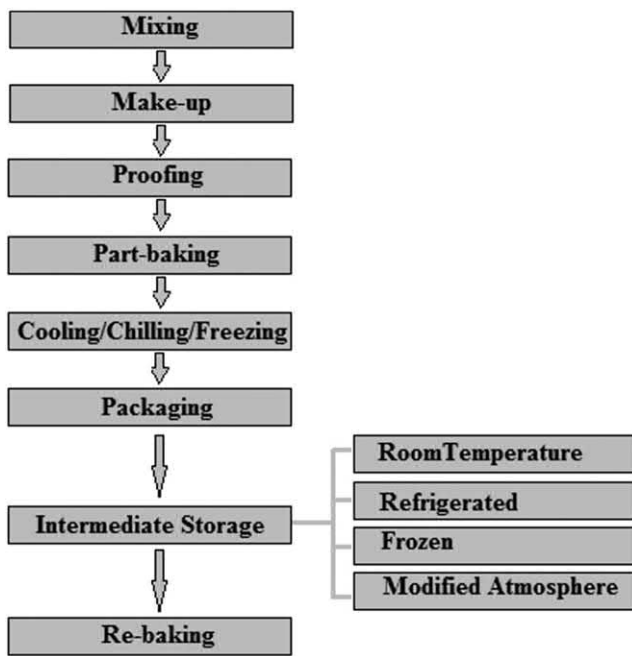 Mixing
Make-up
Proofing
Part-baking
Cooling/Chilling/Freezing
Packaging
Intermediate Storage
Re-baking
RoomTemperature
Refrigerated
Frozen
Modified Atmosphere